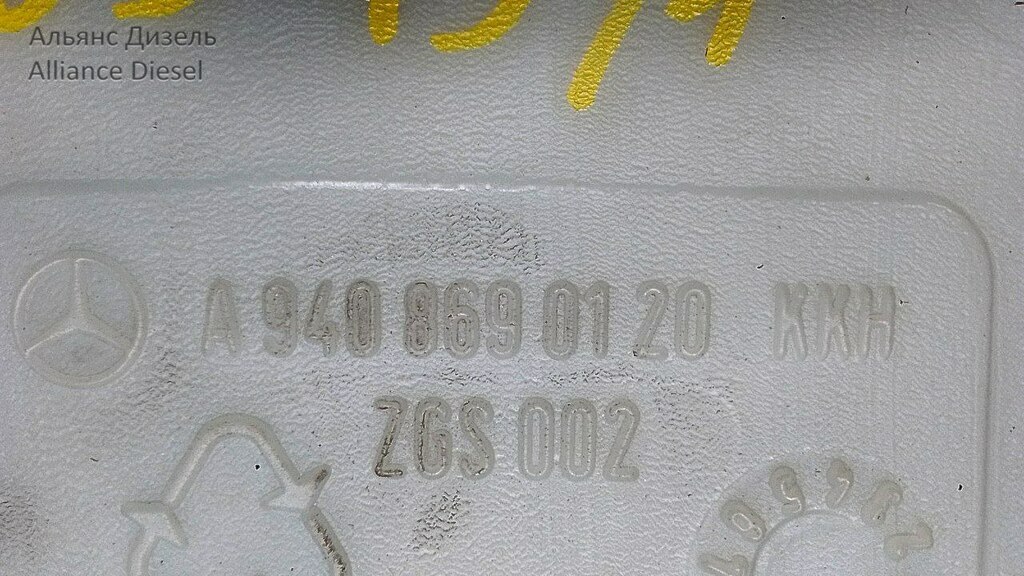 Альянс Дизель
Alliance Diesel
A 940 869 01 20 KKH
ZGS 002